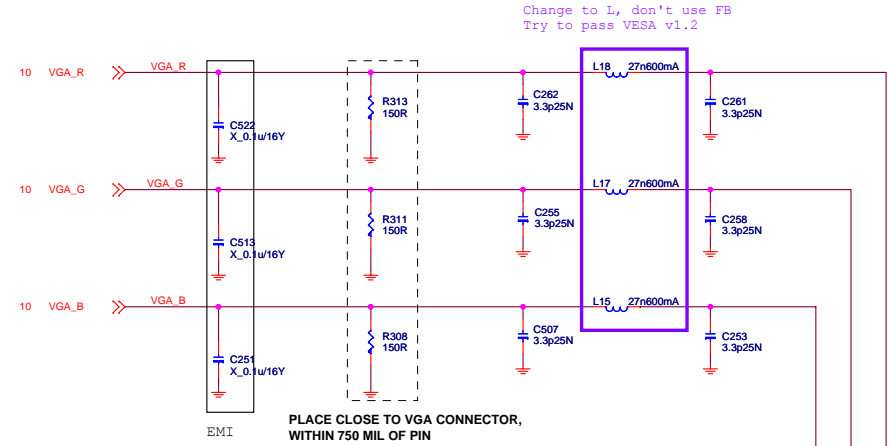 Change to L, don't use FB
Try to pass VESA v1.2
10 VGA_R VGA_R L18 27n600mA
C522
X_0.1u/16Y
R313
150R
C262
3.3p25N
C261
3.3p25N
10 VGA_G VGA_G L17 27n600mA
C513
X_0.1u/16Y
R311
150R
C255
3.3p25N
C258
3.3p25N
10 VGA_B VGA_B L15 27n600mA
C251
X_0.1u/16Y
R308
150R
C507
3.3p25N
C253
3.3p25N
EMI
PLACE CLOSE TO VGA CONNECTOR,
WITHIN 750 MIL OF PIN